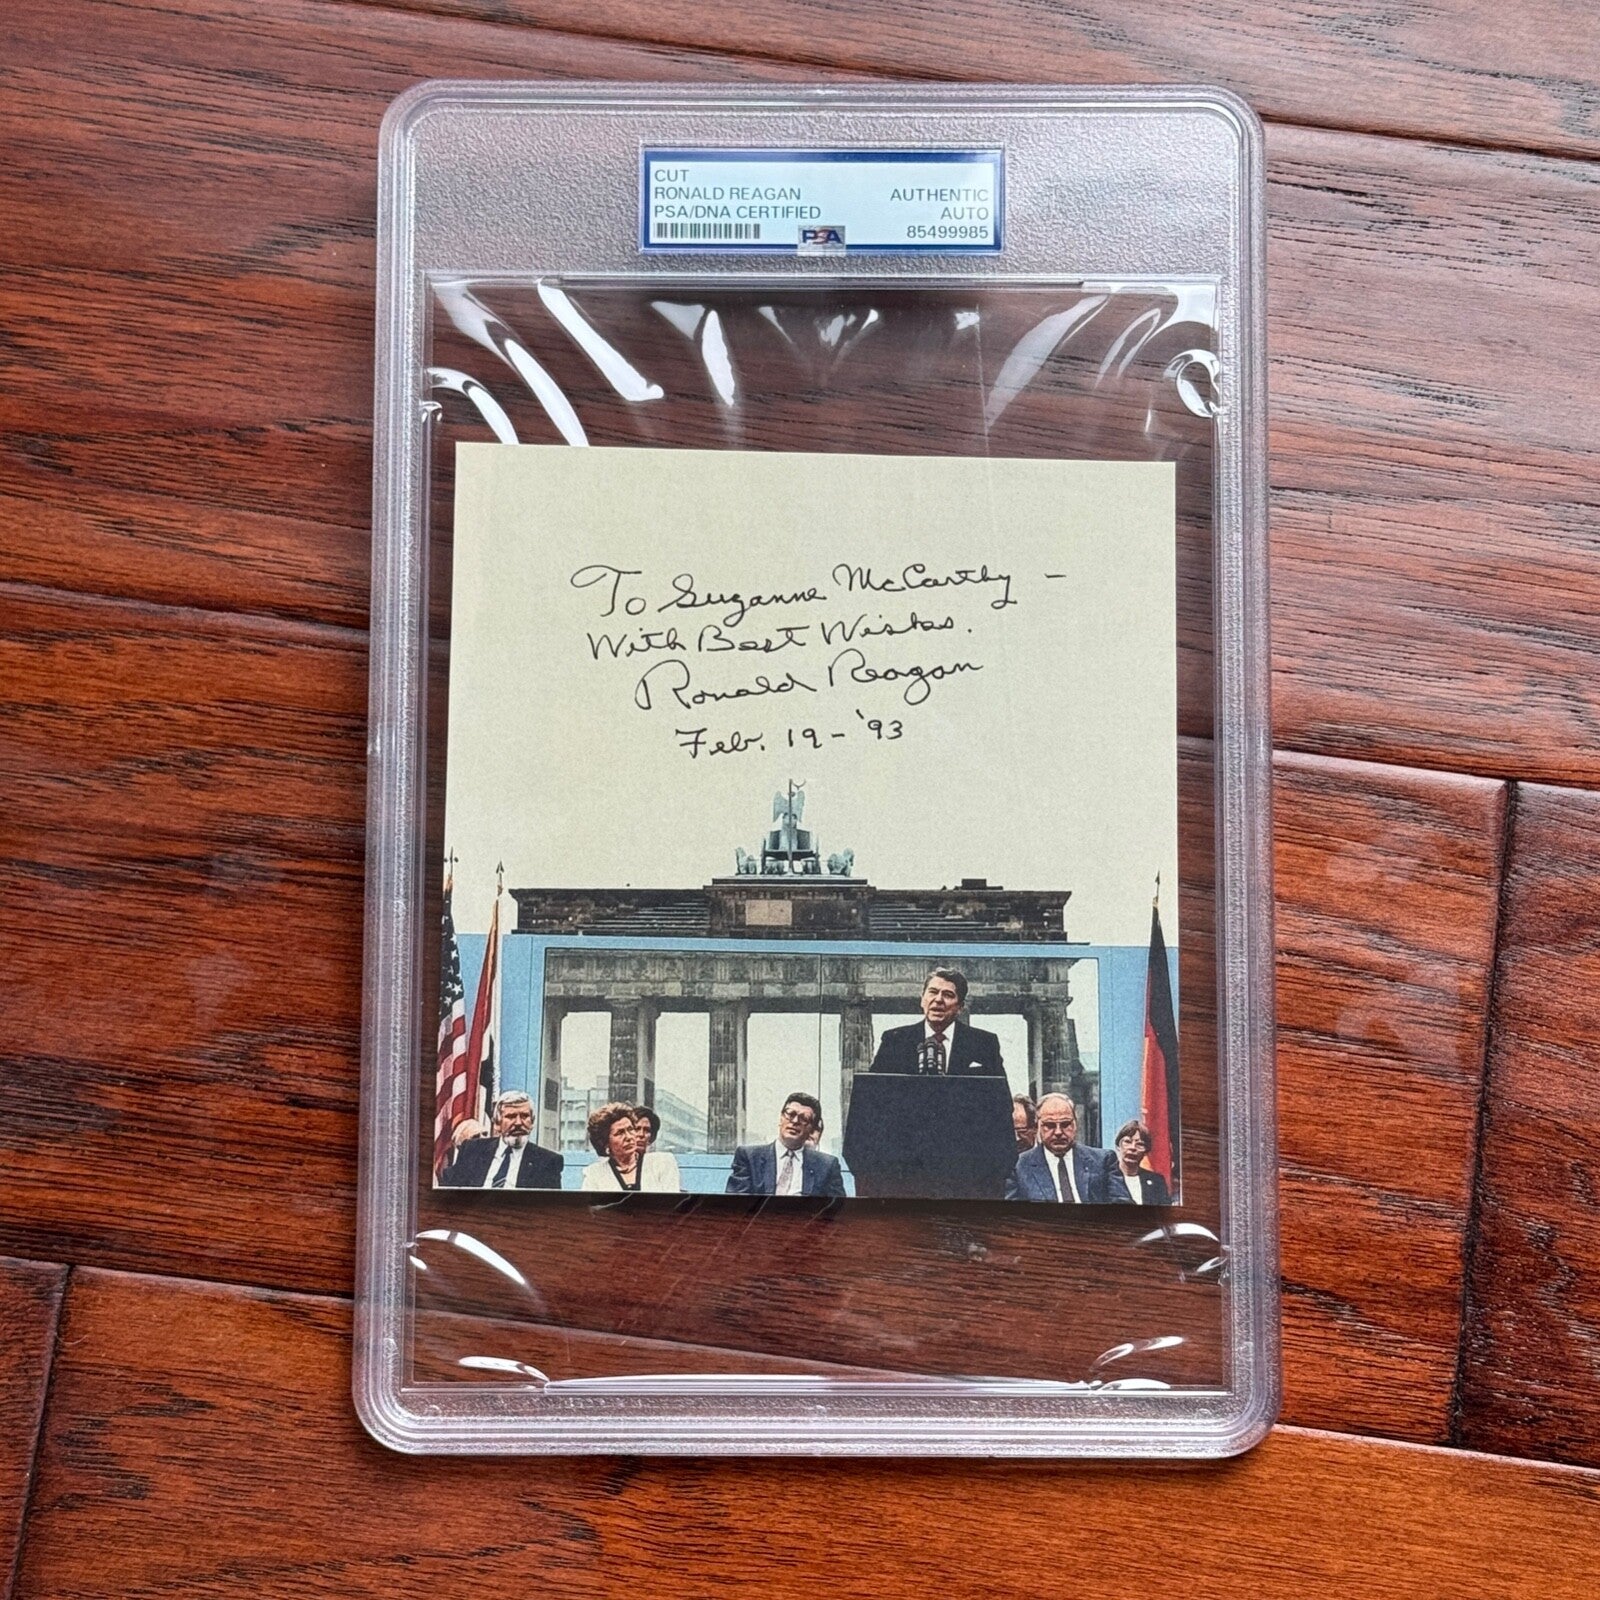 CUT
RONALD REAGAN AUTHENTIC
PSA/DNA CERTIFIED AUTO
PSA 85499985
To Suzanne McCarthy –
With Best Wishes.
Ronald Reagan
Feb. 19 – '93